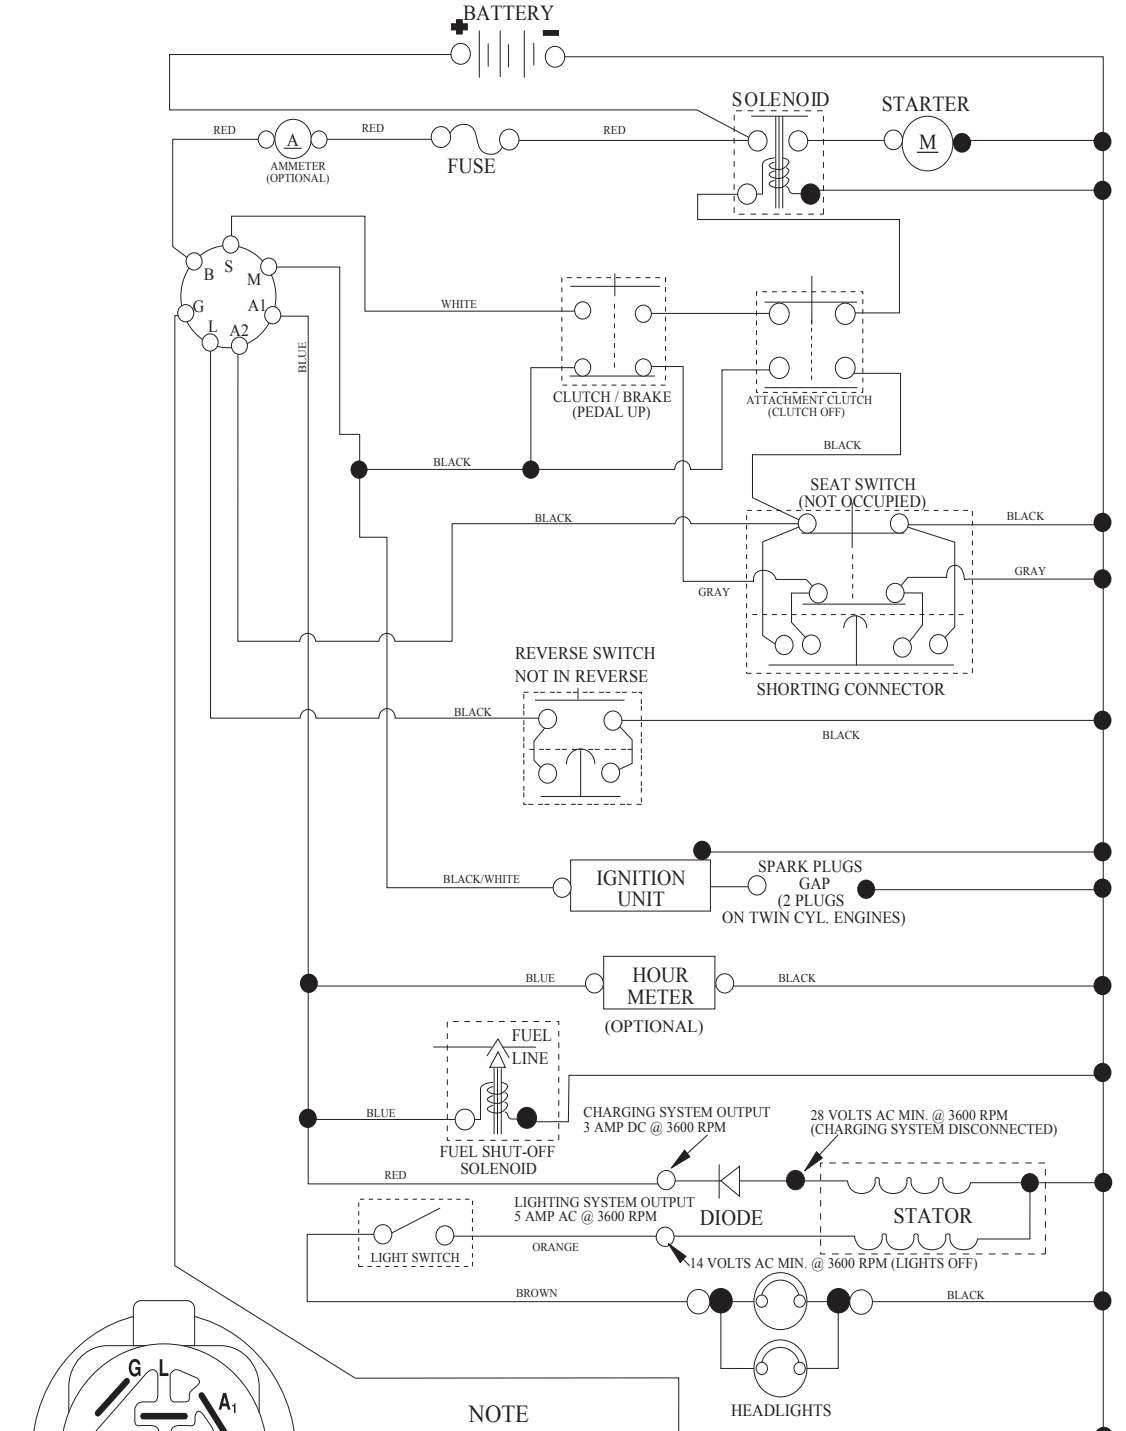 BATTERY
+ -
SOLENOID
STARTER
RED
A
RED
FUSE
RED
M
AMMETER
(OPTIONAL)
B
S
M
G
A1
L
A2
BLUE
WHITE
CLUTCH / BRAKE
(PEDAL UP)
ATTACHMENT CLUTCH
(CLUTCH OFF)
BLACK
BLACK
SEAT SWITCH
(NOT OCCUPIED)
BLACK
BLACK
GRAY
GRAY
SHORTING CONNECTOR
REVERSE SWITCH
NOT IN REVERSE
BLACK
BLACK
BLACK/WHITE
IGNITION
UNIT
SPARK PLUGS
GAP
(2 PLUGS
ON TWIN CYL. ENGINES)
BLUE
HOUR
METER
BLACK
(OPTIONAL)
FUEL
LINE
BLUE
FUEL SHUT-OFF
SOLENOID
CHARGING SYSTEM OUTPUT
3 AMP DC @ 3600 RPM
28 VOLTS AC MIN. @ 3600 RPM
(CHARGING SYSTEM DISCONNECTED)
RED
LIGHTING SYSTEM OUTPUT
5 AMP AC @ 3600 RPM
DIODE
STATOR
LIGHT SWITCH
ORANGE
14 VOLTS AC MIN. @ 3600 RPM (LIGHTS OFF)
BROWN
BLACK
HEADLIGHTS
G L
A1
NOTE